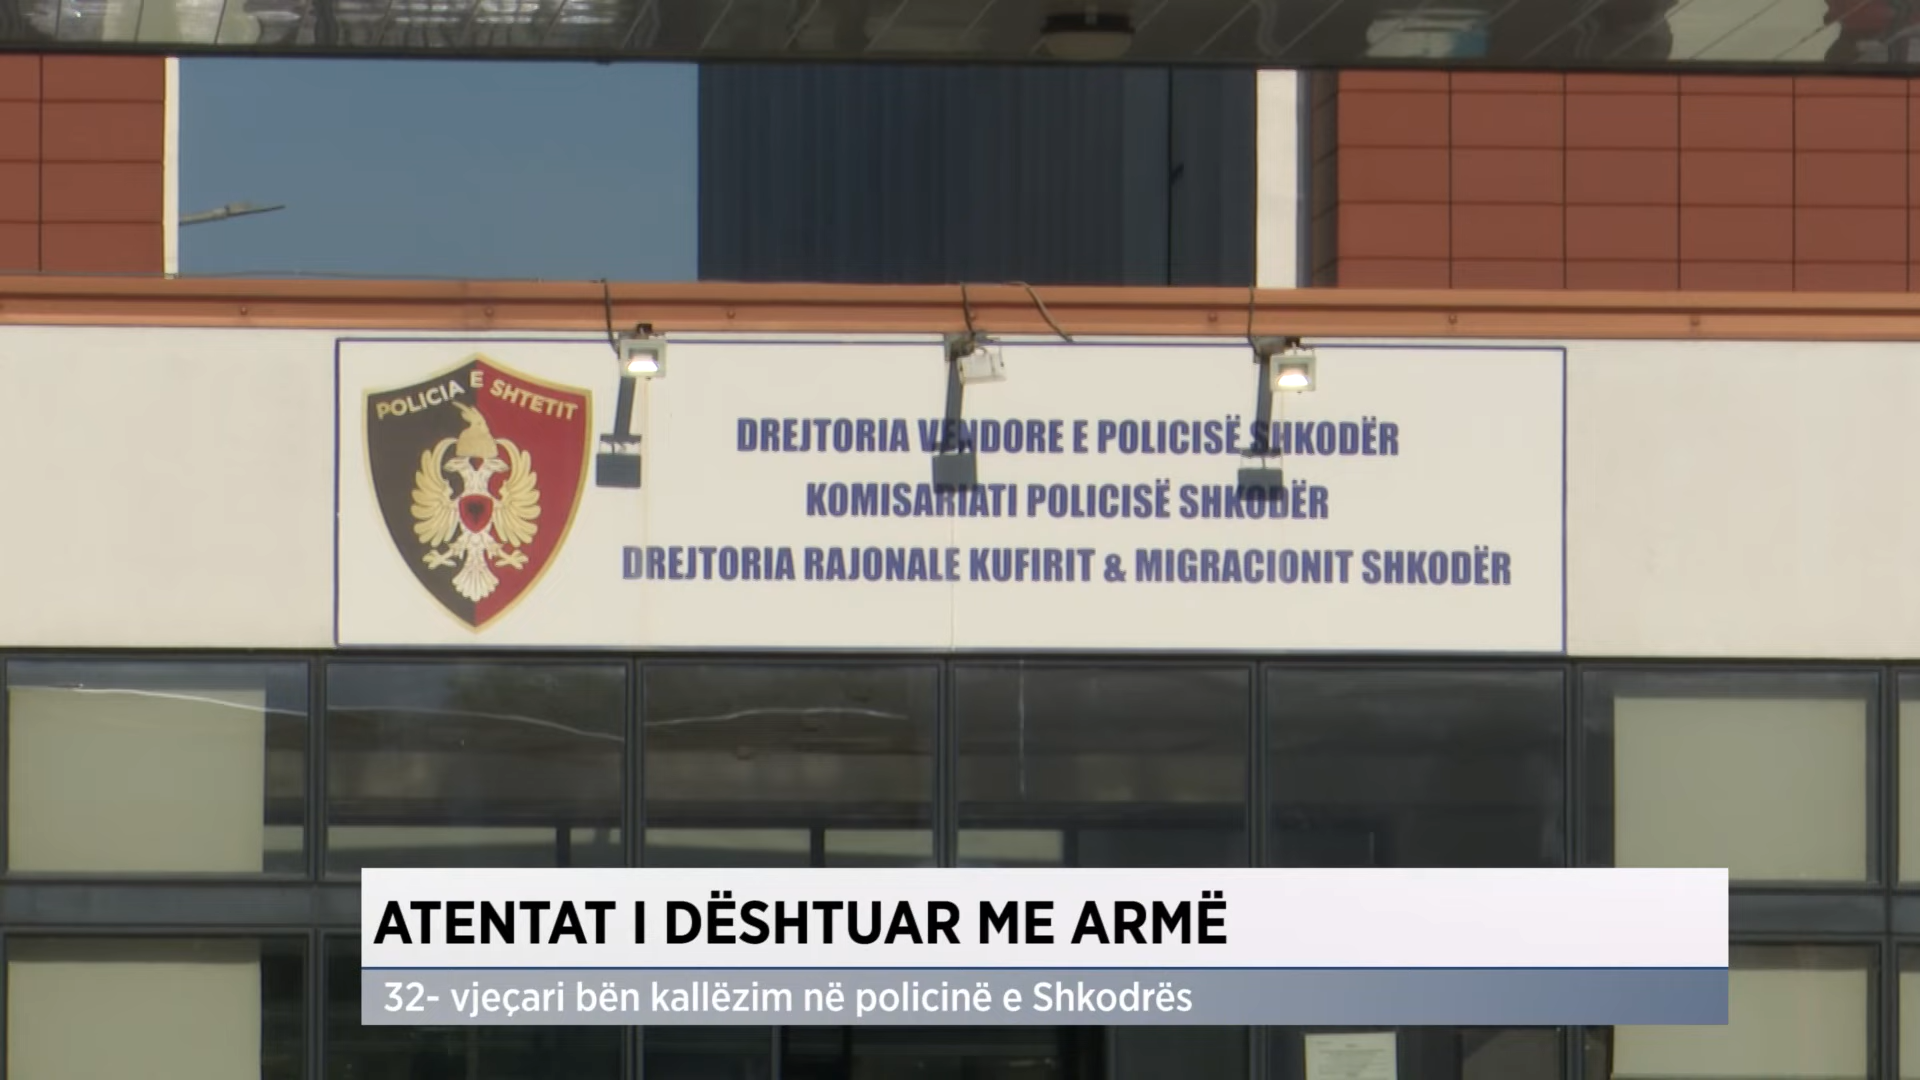 POLICIA E SHTETIT
DREJTORIA VENDORE E POLICISË SHKODËR
KOMISARIATI POLICISË SHKODËR
DREJTORIA RAJONALE KUFIRIT & MIGRACIONIT SHKODËR
ATENTAT I DËSHTUAR ME ARMË
32- vjeçari bën kallëzim në policinë e Shkodrës